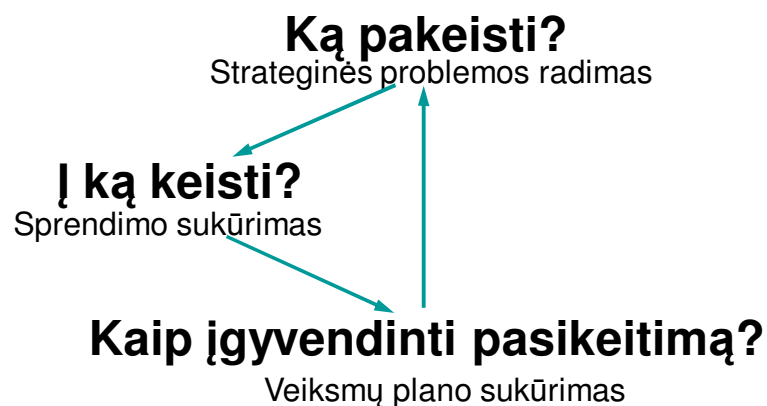 Ką pakeisti?
Strateginės problemos radimas
Į ką keisti?
Sprendimo sukūrimas
Kaip įgyvendinti pasikeitimą?
Veiksmų plano sukūrimas